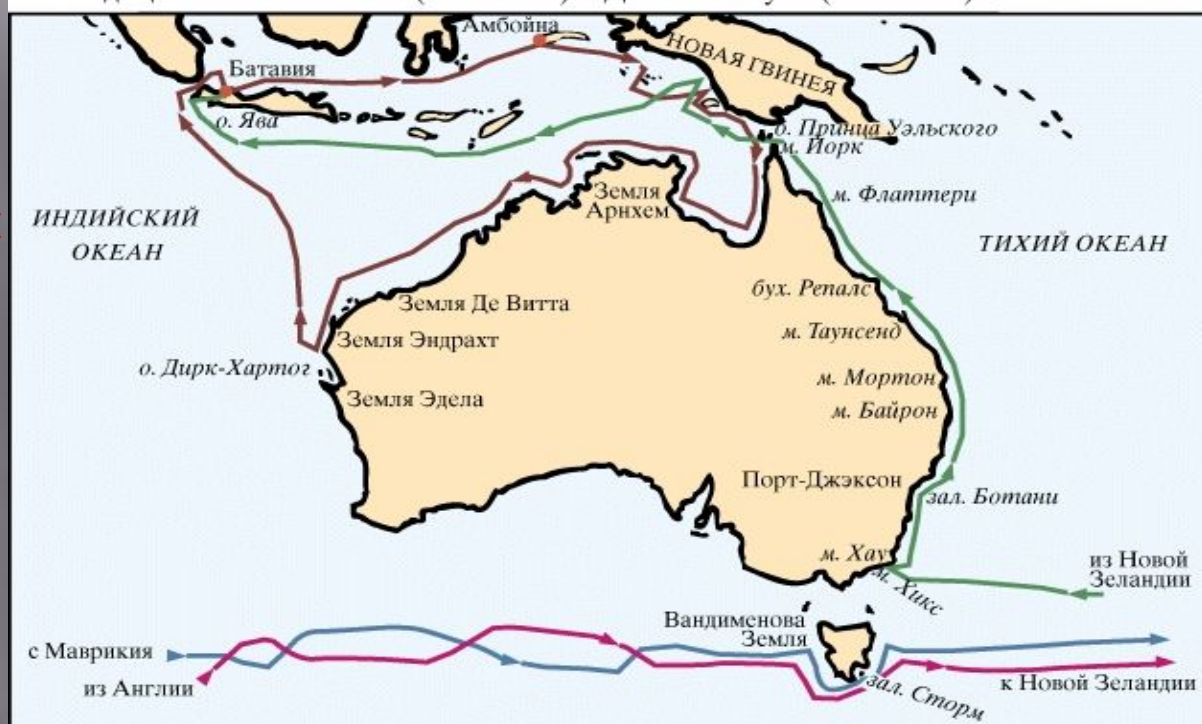 Амбойна
НОВАЯ ГВИНЕЯ
Батавия
о. Ява
о. Принца Уэльского
м. Йорк
м. Флаттери
Земля
Арнхем
ИНДИЙСКИЙ
ОКЕАН
ТИХИЙ ОКЕАН
бух. Репалс
Земля Де Витта
м. Таунсенд
Земля Эндрахт
о. Дирк-Хартог
м. Мортон
Земля Эдела
м. Байрон
Порт-Джэксон
зал. Ботани
м. Хау
м. Хикс
из Новой
Зеландии
Вандименова
Земля
с Маврикия
из Англии
зал. Сторм
к Новой Зеландии